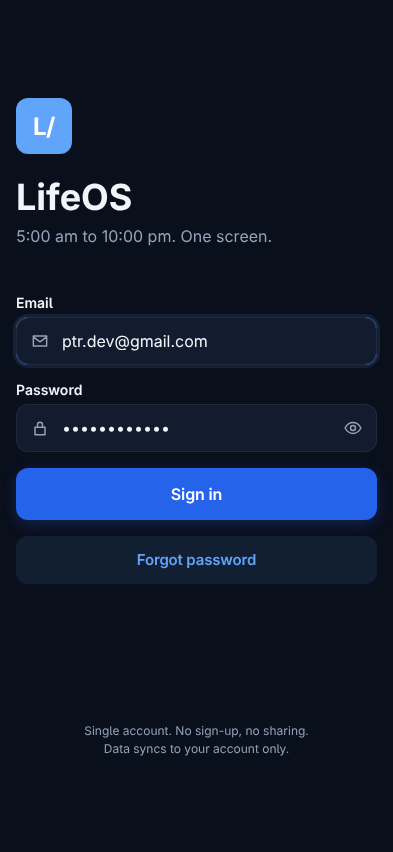 L/
LifeOS
5:00 am to 10:00 pm. One screen.
Email
ptr.dev@gmail.com
Password
••••••••••••
Sign in
Forgot password
Single account. No sign-up, no sharing.
Data syncs to your account only.